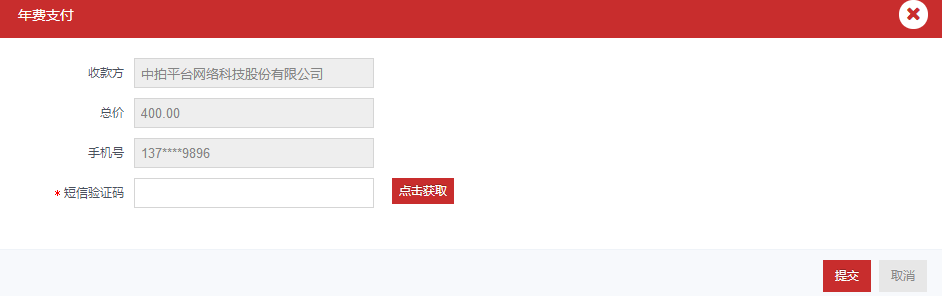 年费支付
收款方 中拍平台网络科技股份有限公司
总价 400.00
手机号 137****9896
* 短信验证码 点击获取
提交 取消